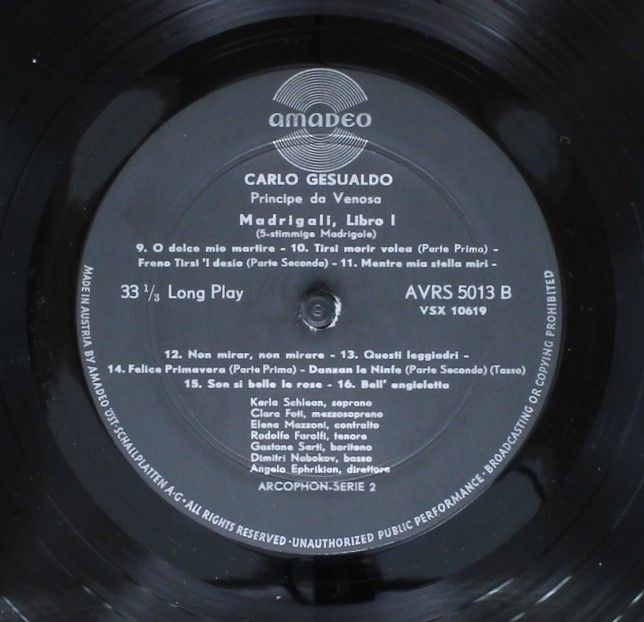 amadeo
CARLO GESUALDO
Principe da Venosa
Madrigali, Libro I
(5-stimmige Madrigale)
9. O dolce mio martire - 10. Tirsi morir volea (Parte Prima) -
Freno Tirsi 'l desio (Parte Seconda) - 11. Mentre mia stella miri -
33 1/3 Long Play
AVRS 5013 B
VSX 10619
12. Non mirar, non mirare - 13. Questi leggiadri -
14. Felice Primavera (Parte Prima) - Danzan le Ninfe (Parte Seconda) (Tasso)
15. Son si belle le rose - 16. Bell' angioletta
Karla Schlean, soprano
Clara Foti, mezzosoprano
Elena Mazzoni, contralto
Rodolfo Farolfi, tenore
Gastone Sarti, baritono
Dimitri Nabokov, basso
Angelo Ephrikian, direttore
ARCOPHON-SERIE 2
MADE IN AUSTRIA BY AMADEO ÖST. SCHALLPLATTEN A·G · ALL RIGHTS RESERVED · UNAUTHORIZED PUBLIC PERFORMANCE · BROADCASTING OR COPYING PROHIBITED